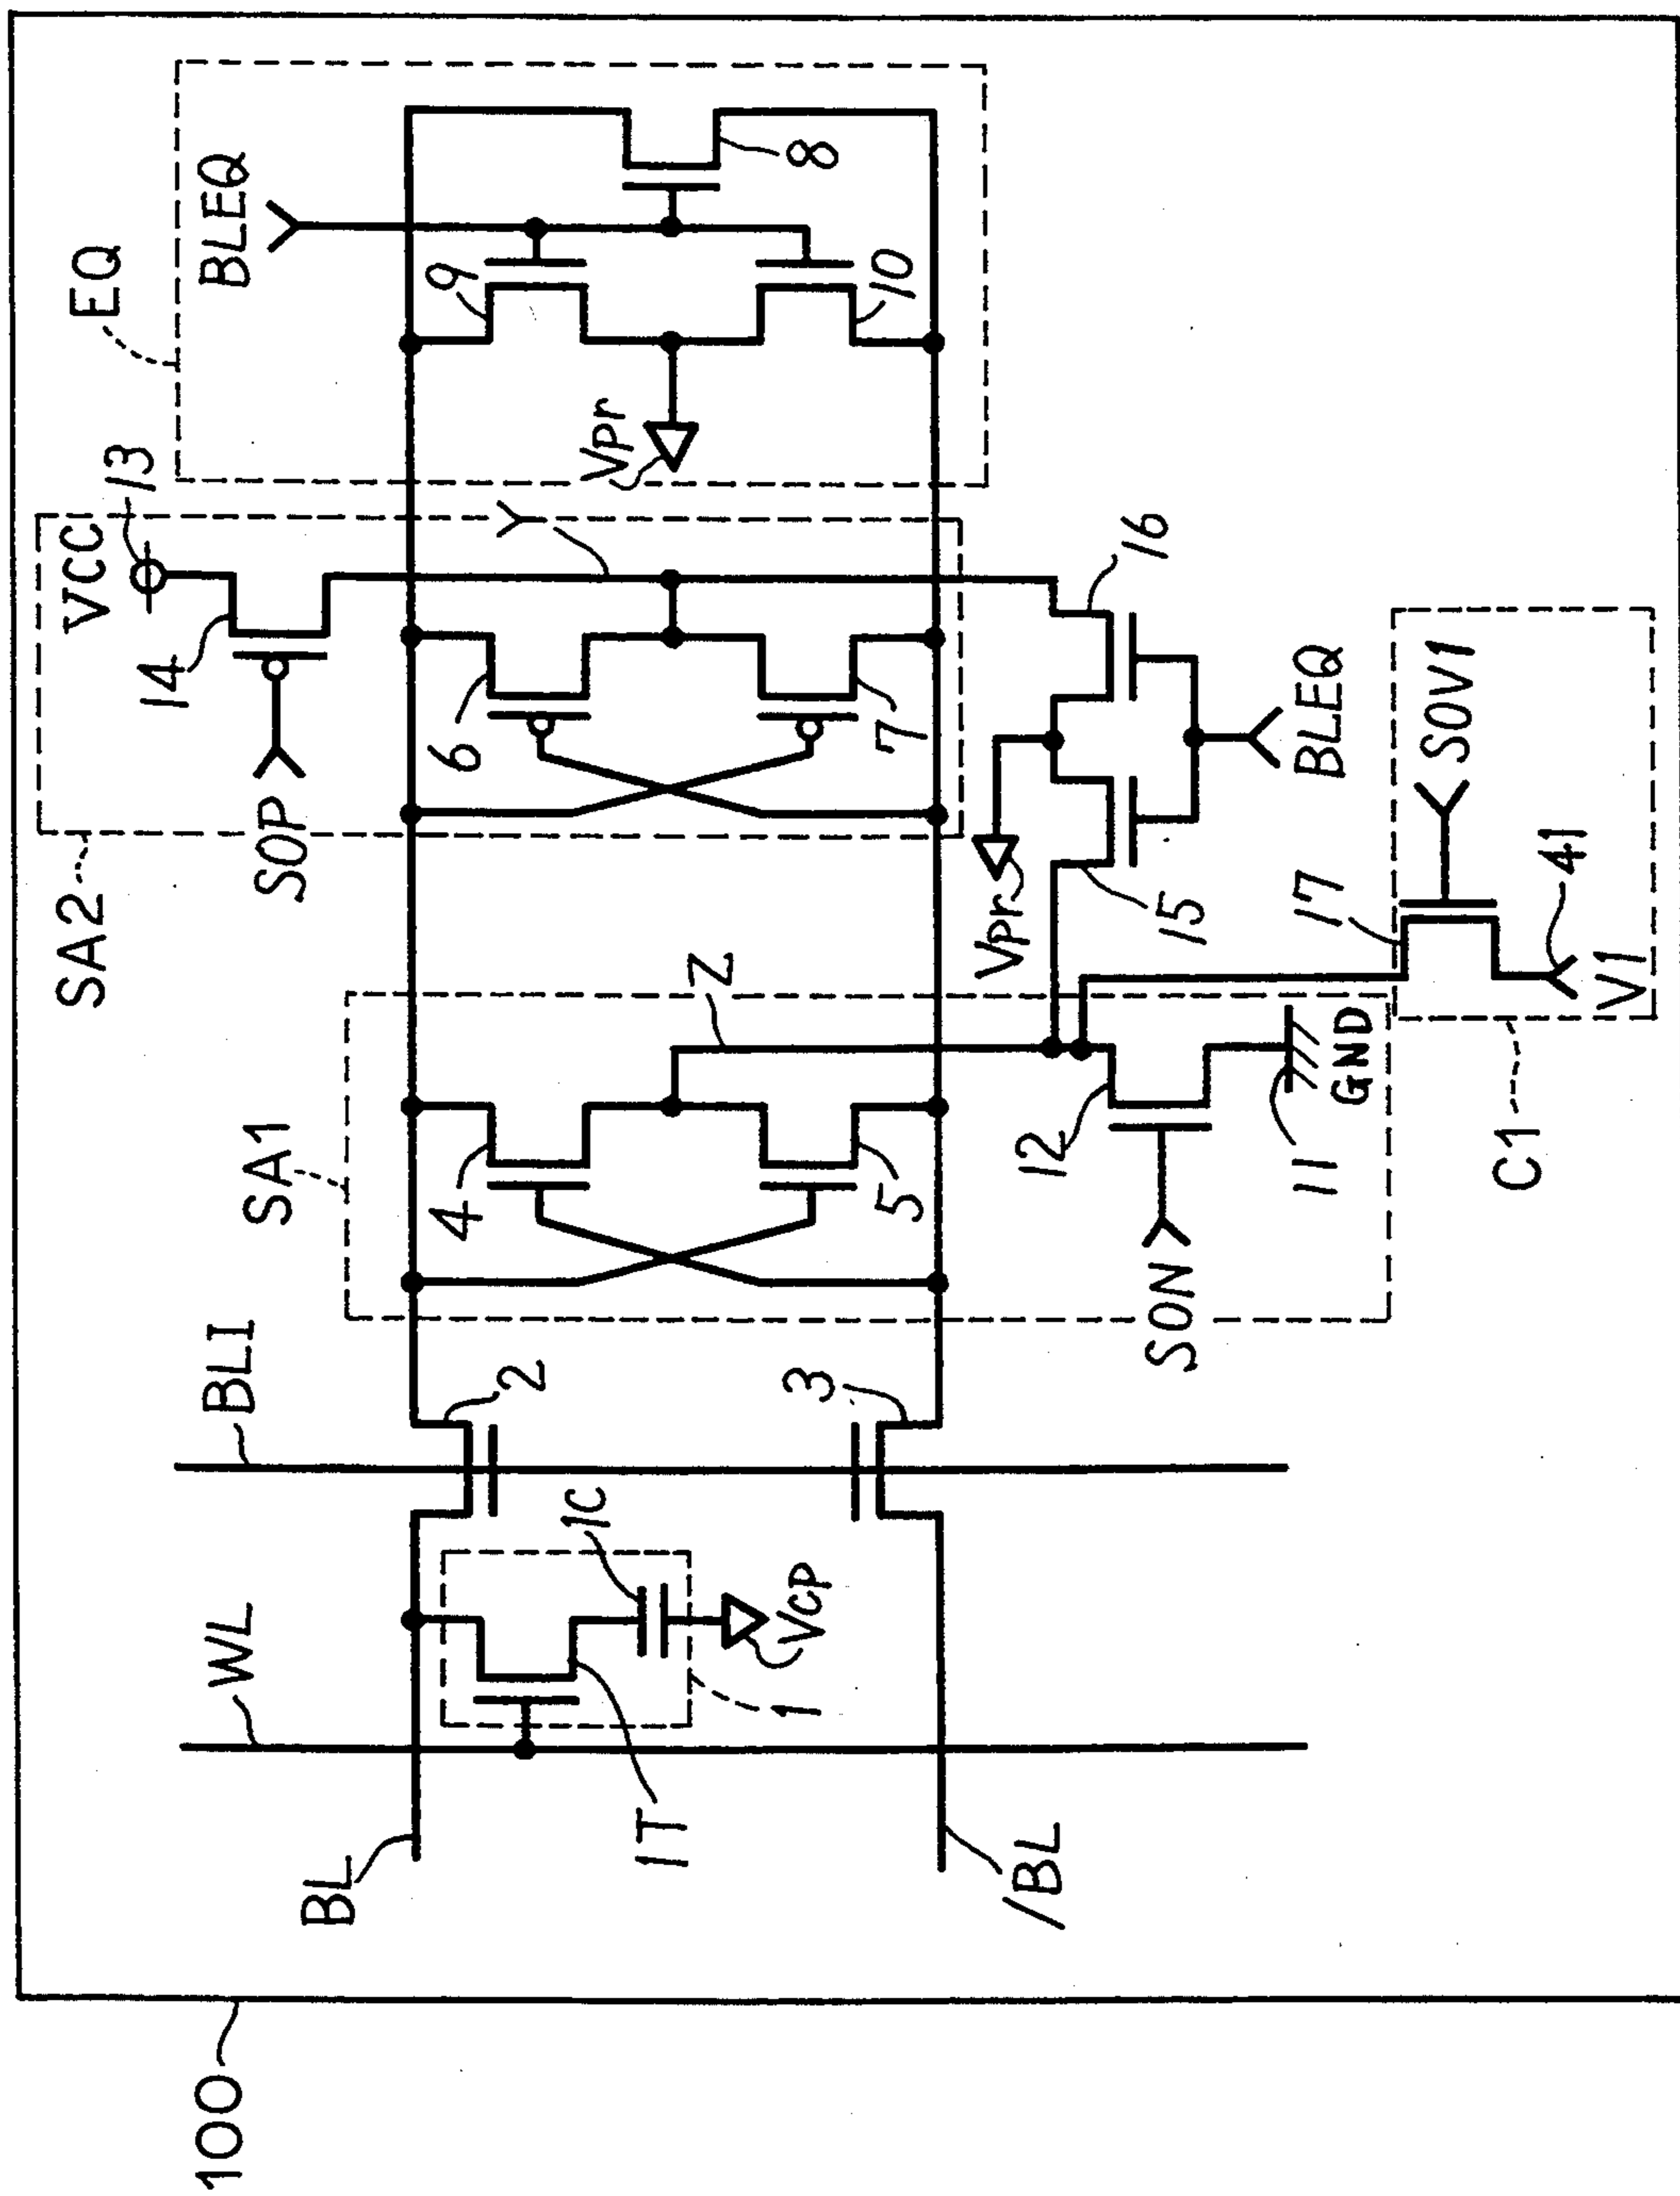 100
BL
/BL
WL
1T
1
1C
VCP
BLI
2
3
SA1
4
5
Z
SON
12
11
GND
C1
17
SOV1
41
V1
SA2
SOP
14
VCC
13
6
7
Y
Vpr
15
16
BLEQ
EQ
BLEQ
9
10
8
Vpr